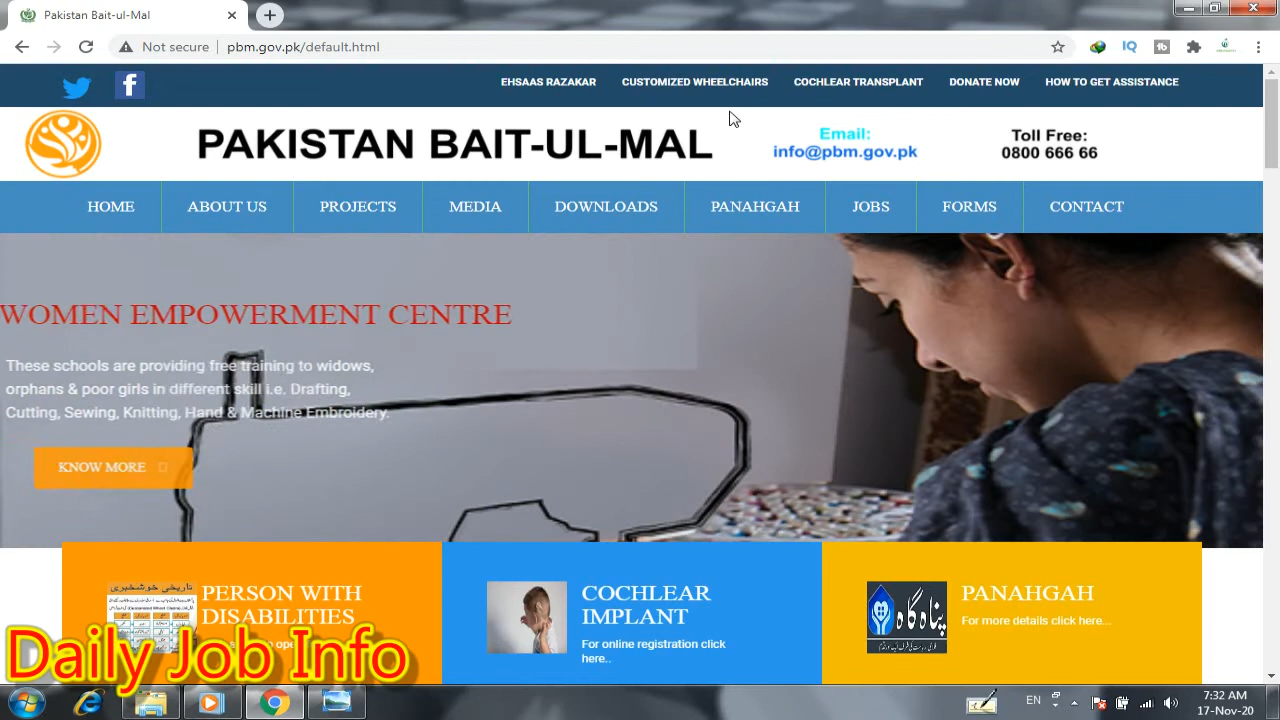 Pakistan Bait-ul-Mal
Not secure
pbm.gov.pk/default.html
EHSAAS RAZAKAR
CUSTOMIZED WHEELCHAIRS
COCHLEAR TRANSPLANT
DONATE NOW
HOW TO GET ASSISTANCE
PAKISTAN BAIT-UL-MAL
Email:
info@pbm.gov.pk
Toll Free:
0800 666 66
HOME
ABOUT US
PROJECTS
MEDIA
DOWNLOADS
PANAHGAH
JOBS
FORMS
CONTACT
WOMEN EMPOWERMENT CENTRE
These schools are providing free training to widows,
orphans & poor girls in different skill i.e. Drafting,
Cutting, Sewing, Knitting, Hand & Machine Embroidery.
KNOW MORE
تاریخی خوشخبری
PERSON WITH
DISABILITIES
COCHLEAR
IMPLANT
For online registration click
here..
پناہ گاہ
PANAHGAH
For more details click here...
Daily Job Info
EN
7:32 AM
17-Nov-20